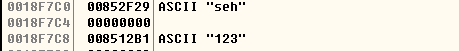 0018F7C0 00852F29 ASCII "seh"
0018F7C4 00000000
0018F7C8 008512B1 ASCII "123"